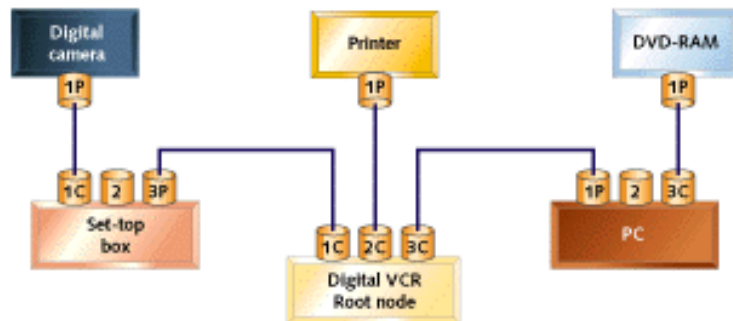 Digital
camera
Printer
DVD-RAM
1P
1P
1P
1C 2 3P
1P 2 3C
Set-top
box
PC
1C 2C 3C
Digital VCR
Root node